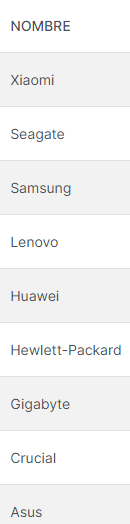 NOMBRE
Xiaomi
Seagate
Samsung
Lenovo
Huawei
Hewlett-Packard
Gigabyte
Crucial
Asus